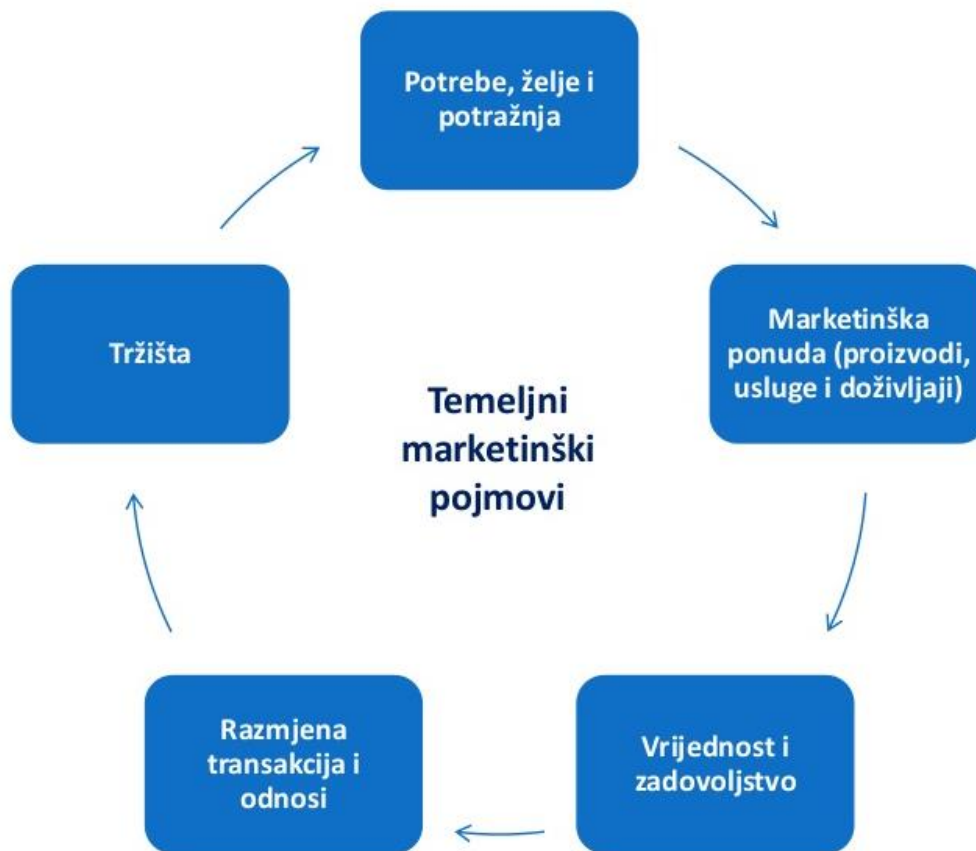 Potrebe, želje i
potražnja
Marketinška
ponuda (proizvodi,
usluge i doživljaji)
Vrijednost i
zadovoljstvo
Razmjena
transakcija i
odnosi
Tržišta
Temeljni
marketinški
pojmovi